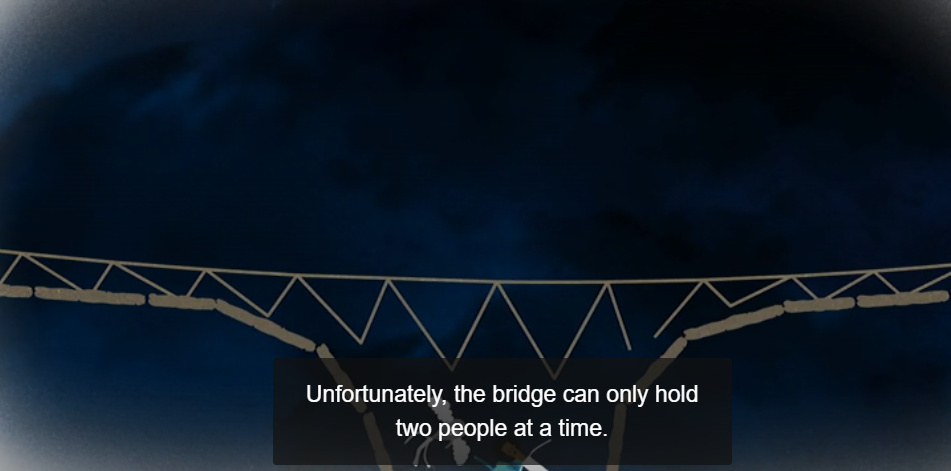 Unfortunately, the bridge can only hold
two people at a time.